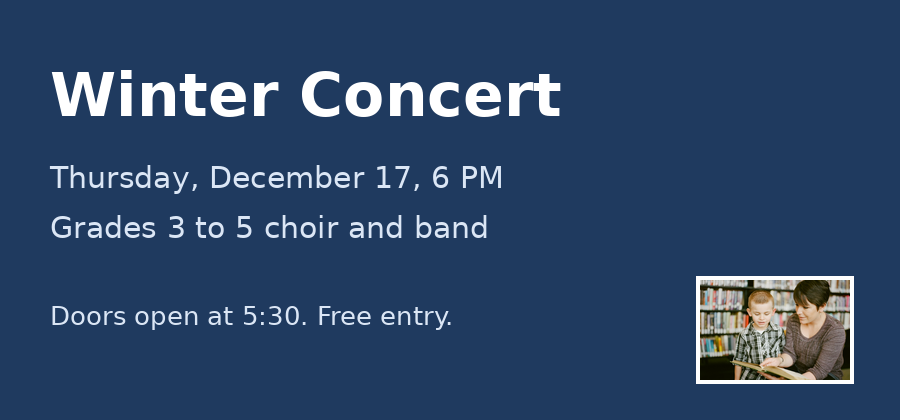 Winter Concert
Thursday, December 17, 6 PM
Grades 3 to 5 choir and band
Doors open at 5:30. Free entry.